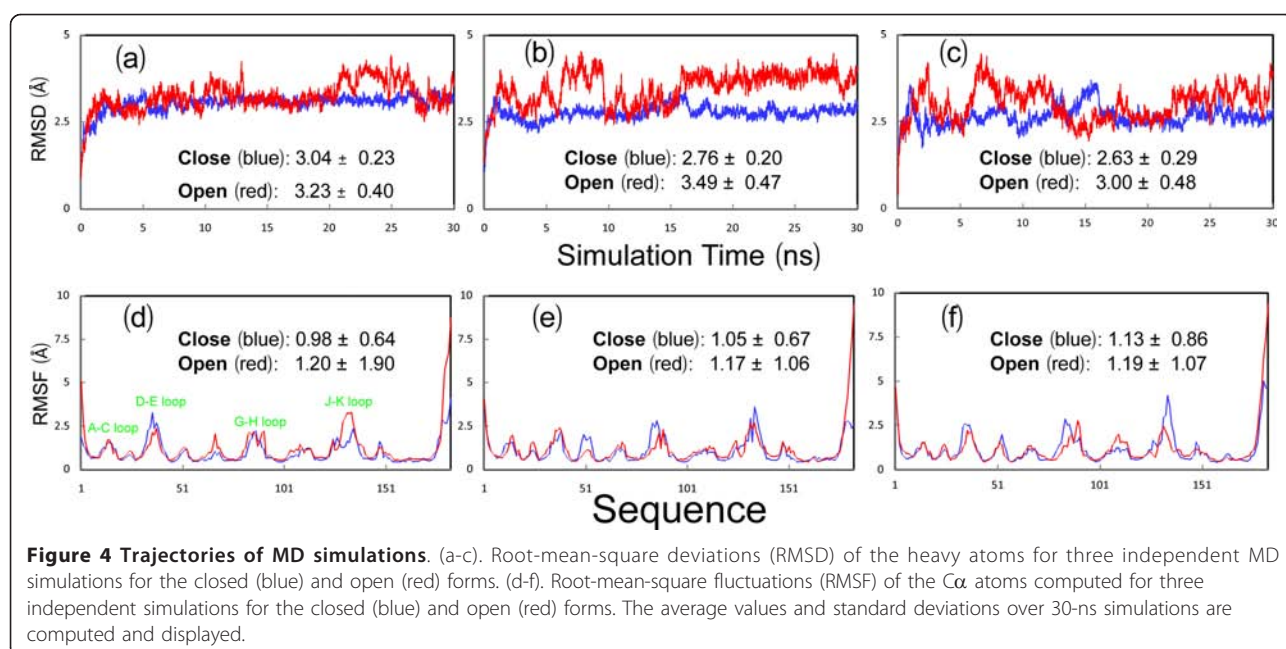 (a)
(b)
(c)
5
2.5
0
RMSD (Å)
Close (blue): 3.04 ± 0.23
Open (red): 3.23 ± 0.40
0 5 10 15 20 25 30
5
2.5
0
Close (blue): 2.76 ± 0.20
Open (red): 3.49 ± 0.47
0 5 10 15 20 25 30
5
2.5
0
Close (blue): 2.63 ± 0.29
Open (red): 3.00 ± 0.48
0 5 10 15 20 25 30
Simulation Time (ns)
(d)
(e)
(f)
10
7.5
5
2.5
0
RMSF (Å)
Close (blue): 0.98 ± 0.64
Open (red): 1.20 ± 1.90
A-C loop
D-E loop
G-H loop
J-K loop
1 51 101 151
10
7.5
5
2.5
0
Close (blue): 1.05 ± 0.67
Open (red): 1.17 ± 1.06
1 51 101 151
10
7.5
5
2.5
0
Close (blue): 1.13 ± 0.86
Open (red): 1.19 ± 1.07
1 51 101 151
Sequence
Figure 4 Trajectories of MD simulations. (a-c). Root-mean-square deviations (RMSD) of the heavy atoms for three independent MD
simulations for the closed (blue) and open (red) forms. (d-f). Root-mean-square fluctuations (RMSF) of the Cα atoms computed for three
independent simulations for the closed (blue) and open (red) forms. The average values and standard deviations over 30-ns simulations are
computed and displayed.